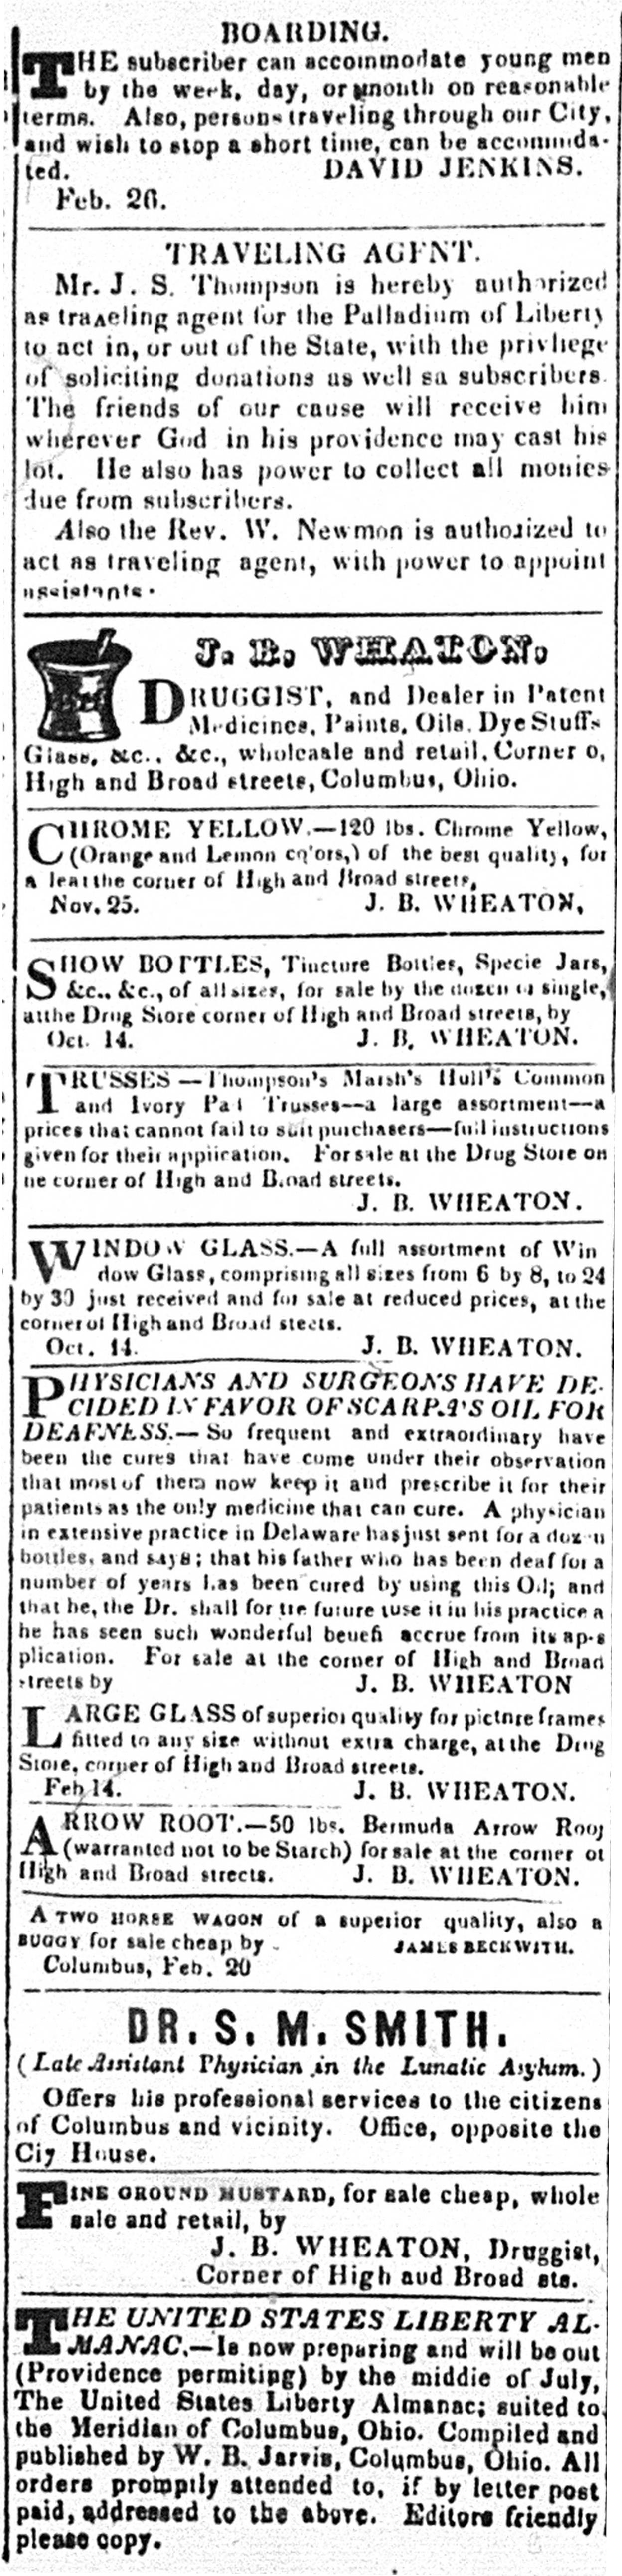 BOARDING.
THE subscriber can accommodate young men
by the week, day, or month on reasonable
terms. Also, persons traveling through our City,
and wish to stop a short time, can be accommda-
ted. DAVID JENKINS.
Feb. 26.
TRAVELING AGENT.
Mr. J. S. Thompson is hereby authorized
as traAeling agent for the Palladium of Liberty
to act in, or out of the State, with the privliege
of soliciting donations as well sa subscribers.
The friends of our cause will receive him
wherever God in his providence may cast his
lot. He also has power to collect all monies
due from subscribers.
Also the Rev. W. Newmon is authorized to
act as traveling agent, with power to appoint
assistants.
J. B. WHEATON,
DRUGGIST, and Dealer in Patent
Medicines, Paints, Oils, Dye Stuffs
Glass, &c., &c., wholcaale and retail. Corner o,
High and Broad streets, Columbus, Ohio.
CHROME YELLOW.—120 lbs. Chrome Yellow,
(Orange and Lemon co'ors,) of the best quality, for
a leat the corner of High and Broad streets,
Nov. 25. J. B. WHEATON,
SHOW BOTTLES, Tincture Bottles, Specie Jars,
&c., &c., of all sizes, for sale by the dozen or single,
atthe Drug Store corner of High and Broad streets, by
Oct. 14. J. B. WHEATON.
TRUSSES — Thompson's Marsh's Hull's Common
and Ivory Pad Trusses—a large assortment—a
prices that cannot fail to suit purchasers—full instructions
given for their appiication. For sale at the Drug Store on
he corner of High and Broad streets.
J. B. WHEATON.
WINDOW GLASS.—A full assortment of Win
dow Glass, comprising all sizes from 6 by 8, to 24
by 30 just received and for sale at reduced prices, at the
corner of High and Broad steets.
Oct. 14. J. B. WHEATON.
PHYSICIANS AND SURGEONS HAVE DE-
CIDED IN FAVOR OF SCARPA'S OIL FOR
DEAFNESS.— So frequent and extraordinary have
been the cures that have come under their observation
that most of them now keep it and prescribe it for their
patients as the only medicine that can cure. A physician
in extensive practice in Delaware has just sent for a dozen
bottles, and says; that his father who has been deaf for a
number of years has been cured by using this Oil; and
that he, the Dr. shall for the future tuse it in his practice a
he has seen such wonderful benefi accrue from its ap-s
plication. For sale at the corner of High and Broad
streets by J. B. WHEATON
LARGE GLASS of superior quality for pictnre frames
fitted to any size without extra charge, at the Drug
Store, corner of High and Broad streets.
Feb 14. J. B. WHEATON.
ARROW ROOT.—50 lbs. Bermuda Arrow Rooj
(warranted not to be Starch) for sale at the corner of
High and Broad streets. J. B. WHEATON.
A TWO HORSE WAGON of a superior quality, also a
BUGGY for sale cheap by JAMES BECKWITH.
Columbus, Feb. 20
DR. S. M. SMITH.
(Late Assistant Physician in the Lunatic Asylum.)
Offers his professional services to the citizens
of Columbus and vicinity. Office, opposite the
Ciy House.
FINE GROUND MUSTARD, for sale cheap, whole
sale and retail, by
J. B. WHEATON, Druggist,
Corner of High aud Broad sts.
THE UNITED STATES LIBERTY AL-
MANAC.—Is now preparing and will be out
(Providence permitipg) by the middie of July,
The United States Liberty Almanac; suited to
the Meridian of Columbus, Ohio. Compiled and
published by W. B. Jarvis, Columbus, Ohio. All
orders promptly attended to, if by letter post
paid, addressed to the above. Editors friendly
please copy.